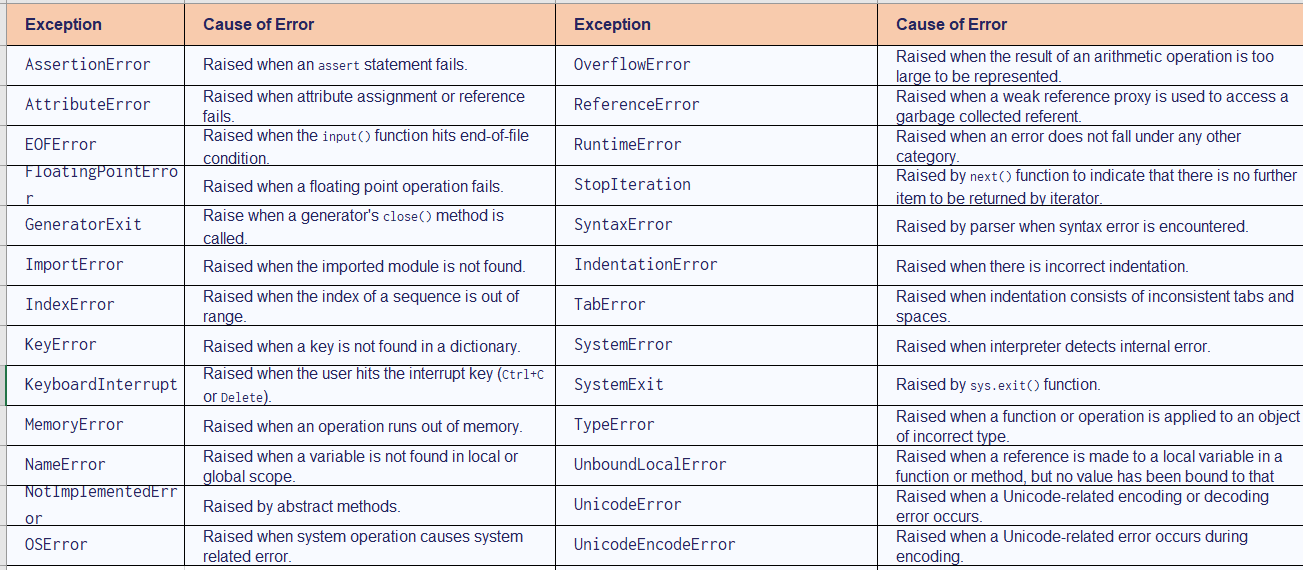 Exception Cause of Error Exception Cause of Error
AssertionError Raised when an assert statement fails. OverflowError Raised when the result of an arithmetic operation is too
large to be represented.
AttributeError Raised when attribute assignment or reference
fails. ReferenceError Raised when a weak reference proxy is used to access a
garbage collected referent.
EOFError Raised when the input() function hits end-of-file
condition. RuntimeError Raised when an error does not fall under any other
category.
FloatingPointErro
r Raised when a floating point operation fails. StopIteration Raised by next() function to indicate that there is no further
item to be returned by iterator.
GeneratorExit Raise when a generator's close() method is
called. SyntaxError Raised by parser when syntax error is encountered.
ImportError Raised when the imported module is not found. IndentationError Raised when there is incorrect indentation.
IndexError Raised when the index of a sequence is out of
range. TabError Raised when indentation consists of inconsistent tabs and
spaces.
KeyError Raised when a key is not found in a dictionary. SystemError Raised when interpreter detects internal error.
KeyboardInterrupt Raised when the user hits the interrupt key (Ctrl+C
or Delete). SystemExit Raised by sys.exit() function.
MemoryError Raised when an operation runs out of memory. TypeError Raised when a function or operation is applied to an object
of incorrect type.
NameError Raised when a variable is not found in local or
global scope. UnboundLocalError Raised when a reference is made to a local variable in a
function or method, but no value has been bound to that
NotImplementedErr
or Raised by abstract methods. UnicodeError Raised when a Unicode-related encoding or decoding
error occurs.
OSError Raised when system operation causes system
related error. UnicodeEncodeError Raised when a Unicode-related error occurs during
encoding.